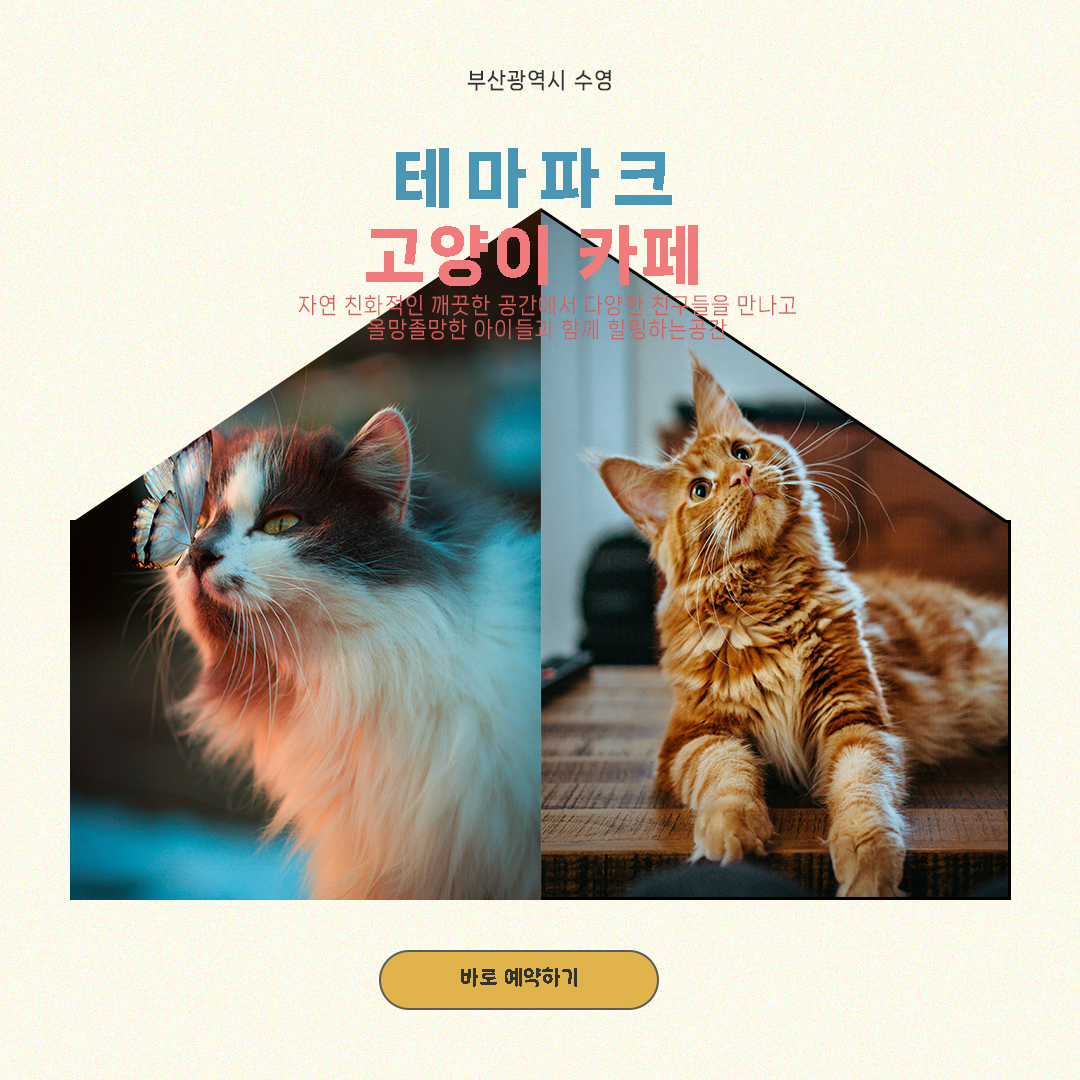 부산광역시 수영
테마파크
고양이 카페
자연 친화적인 깨끗한 공간에서 다양한 친구들을 만나고
올망졸망한 아이들과 함께 힐링하는공간
바로 예약하기